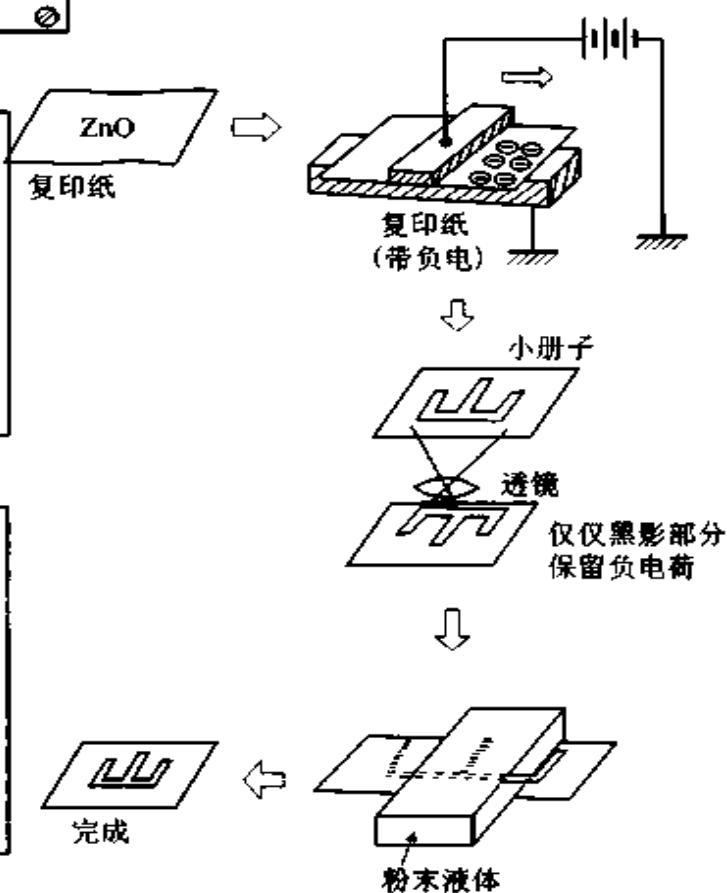 ZnO
复印纸
复印纸
(带负电)
小册子
透镜
仅仅黑影部分
保留负电荷
完成
粉末液体